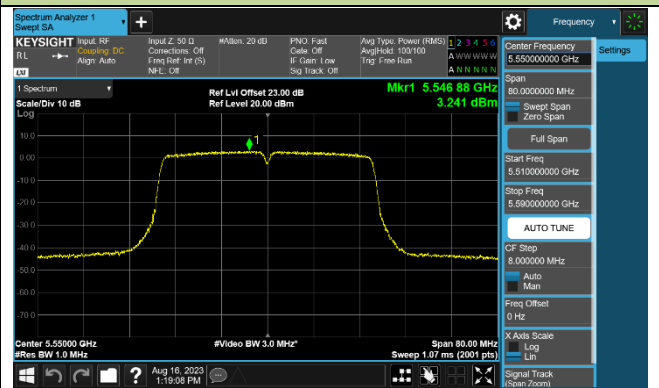 Spectrum Analyzer 1
Swept SA
+
Frequency
KEYSIGHT
RL
LXI
Input: RF
Coupling: DC
Align: Auto
Input Z: 50 Ω
Corrections: Off
Freq Ref: Int (S)
NFE: Off
#Atten: 20 dB
PNO: Fast
Gate: Off
IF Gain: Low
Sig Track: Off
Avg Type: Power (RMS)
Avg|Hold: 100/100
Trig: Free Run
1 2 3 4 5 6
A W W W W W
A N N N N N
1 Spectrum
Scale/Div 10 dB
Log
Ref Lvl Offset 23.00 dB
Ref Level 20.00 dBm
Mkr1 5.546 88 GHz
3.241 dBm
1
10.0
0.00
-10.0
-20.0
-30.0
-40.0
-50.0
-60.0
-70.0
Center 5.55000 GHz
#Res BW 1.0 MHz
#Video BW 3.0 MHz*
Span 80.00 MHz
Sweep 1.07 ms (2001 pts)
?
Aug 16, 2023
1:19:08 PM
Center Frequency
5.550000000 GHz
Span
80.0000000 MHz
Swept Span
Zero Span
Full Span
Start Freq
5.510000000 GHz
Stop Freq
5.590000000 GHz
AUTO TUNE
CF Step
8.000000 MHz
Auto
Man
Freq Offset
0 Hz
X Axis Scale
Log
Lin
Signal Track
(Span Zoom)
Settings